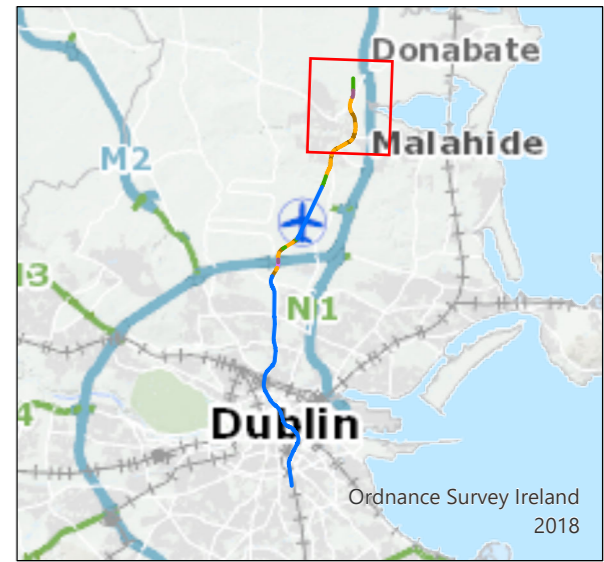 Donabate
M2
Malahide
N1
Dublin
Ordnance Survey Ireland
2018